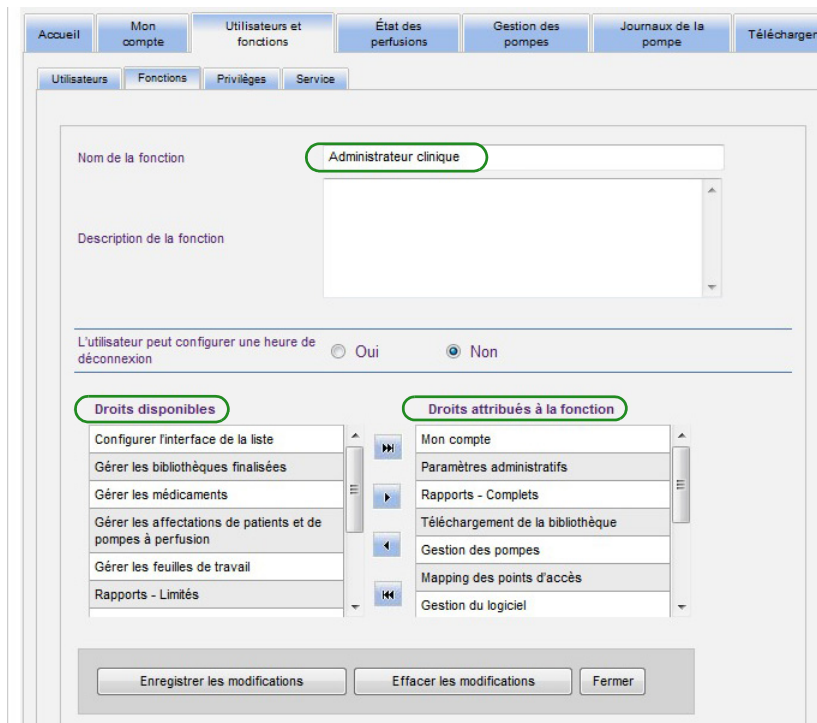 Accueil
Mon
compte
Utilisateurs et
fonctions
État des
perfusions
Gestion des
pompes
Journaux de la
pompe
Télécharger
Utilisateurs
Fonctions
Privilèges
Service
Nom de la fonction
Administrateur clinique
Description de la fonction
L'utilisateur peut configurer une heure de
déconnexion
Oui
Non
Droits disponibles
Configurer l'interface de la liste
Gérer les bibliothèques finalisées
Gérer les médicaments
Gérer les affectations de patients et de
pompes à perfusion
Gérer les feuilles de travail
Rapports - Limités
Droits attribués à la fonction
Mon compte
Paramètres administratifs
Rapports - Complets
Téléchargement de la bibliothèque
Gestion des pompes
Mapping des points d'accès
Gestion du logiciel
Enregistrer les modifications
Effacer les modifications
Fermer